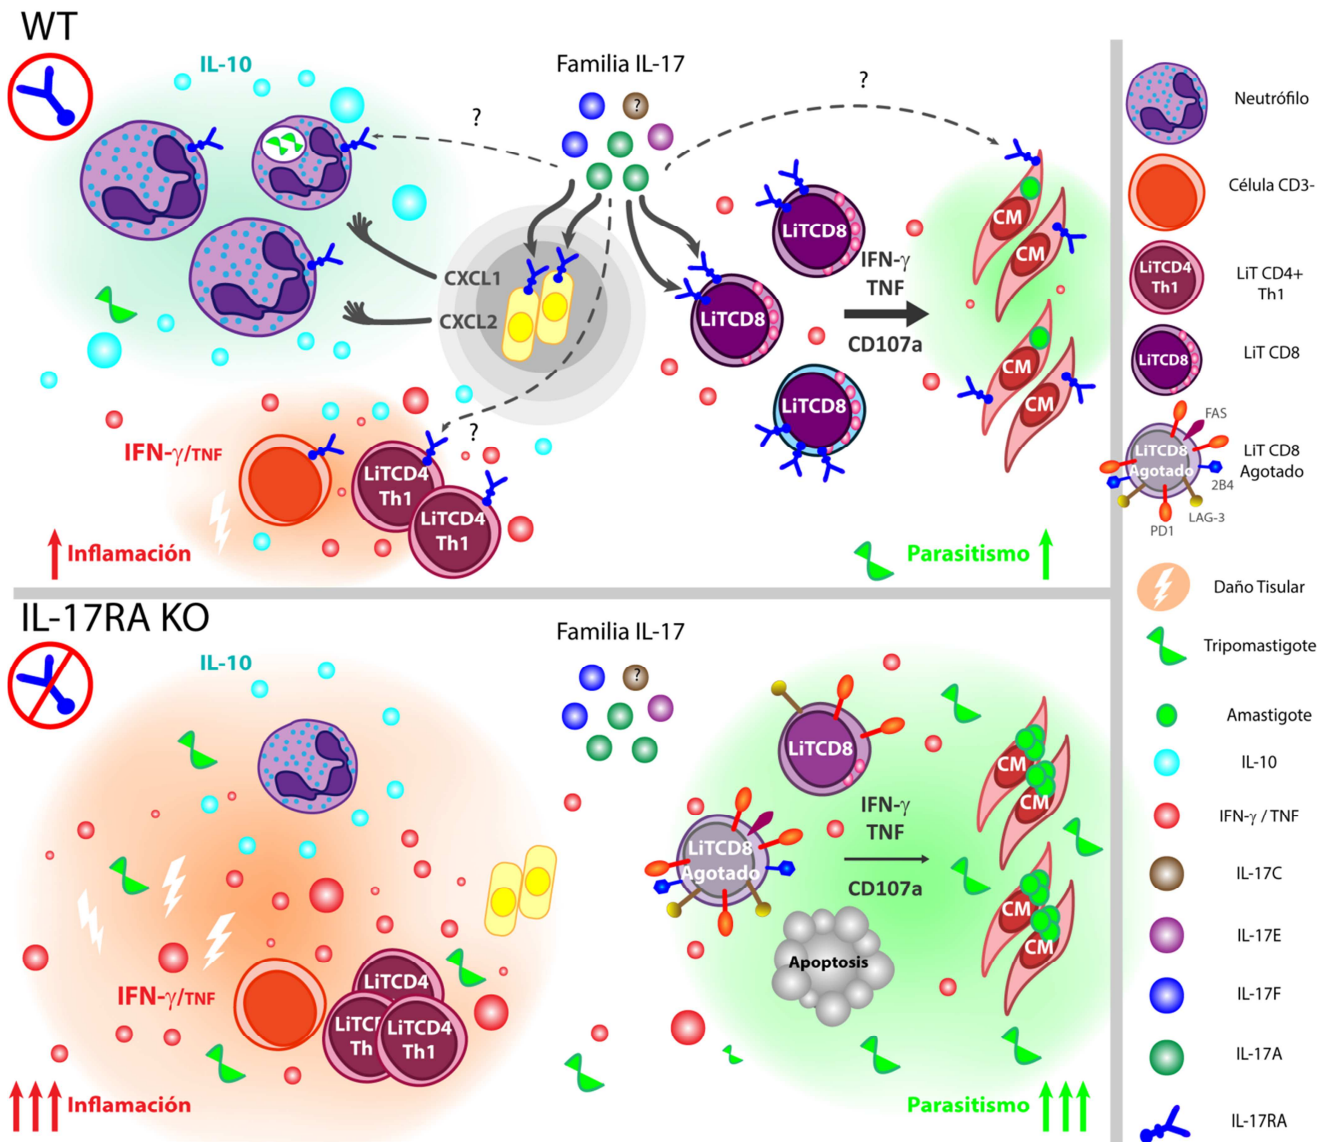 WT
IL-10
Familia IL-17
?
?
?
CXCL1
CXCL2
LiTCD8
LiTCD8
LiTCD8
IFN-γ
TNF
CD107a
CM
CM
CM
CM
IFN-γ/TNF
LiTCD4
Th1
LiTCD4
Th1
?
Inflamación
Parasitismo
IL-17RA KO
IL-10
Familia IL-17
?
LiTCD8
LiTCD8
Agotado
IFN-γ
TNF
CD107a
Apoptosis
CM
CM
CM
CM
IFN-γ/TNF
LiTCD4
LiTC
Th
LiTCD4
Th1
Inflamación
Parasitismo
Neutrófilo
Célula CD3-
LiTCD4
Th1
LiT CD4+
Th1
LiTCD8
LiT CD8
FAS
LiTCD8
Agotado
LiT CD8
Agotado
2B4
LAG-3
PD1
Daño Tisular
Tripomastigote
Amastigote
IL-10
IFN-γ / TNF
IL-17C
IL-17E
IL-17F
IL-17A
IL-17RA